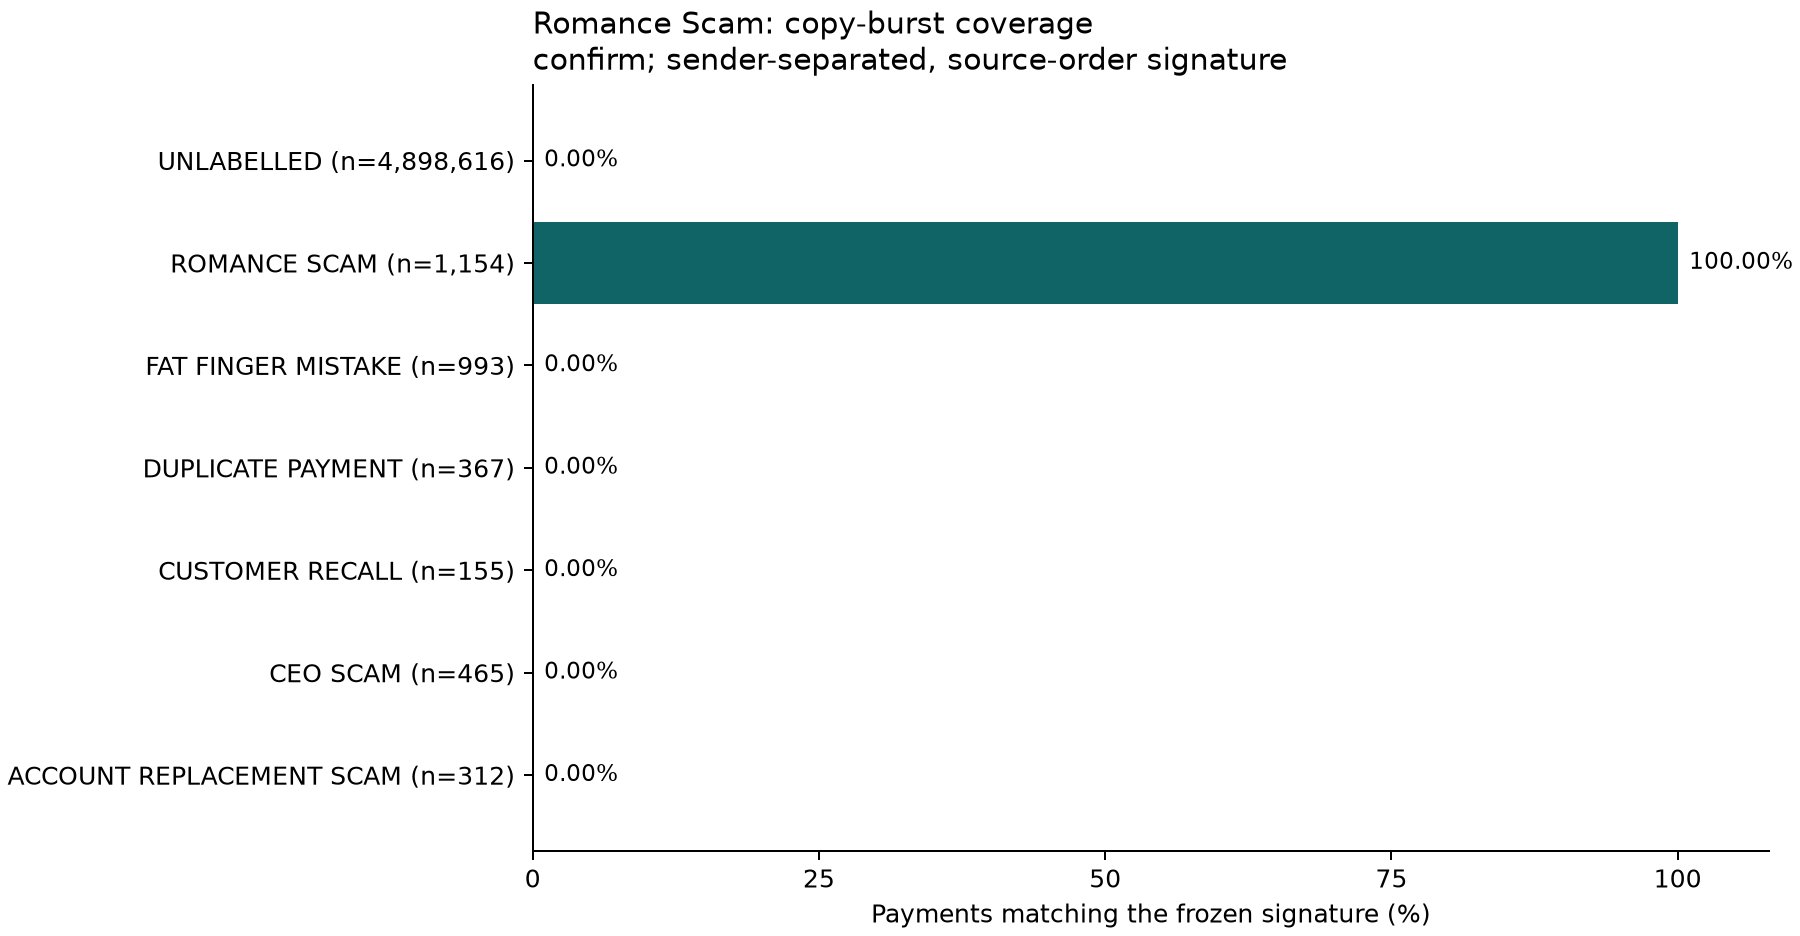 Romance Scam: copy-burst coverage
confirm; sender-separated, source-order signature
UNLABELLED (n=4,898,616) 0.00%
ROMANCE SCAM (n=1,154) 100.00%
FAT FINGER MISTAKE (n=993) 0.00%
DUPLICATE PAYMENT (n=367) 0.00%
CUSTOMER RECALL (n=155) 0.00%
CEO SCAM (n=465) 0.00%
ACCOUNT REPLACEMENT SCAM (n=312) 0.00%
0 25 50 75 100
Payments matching the frozen signature (%)